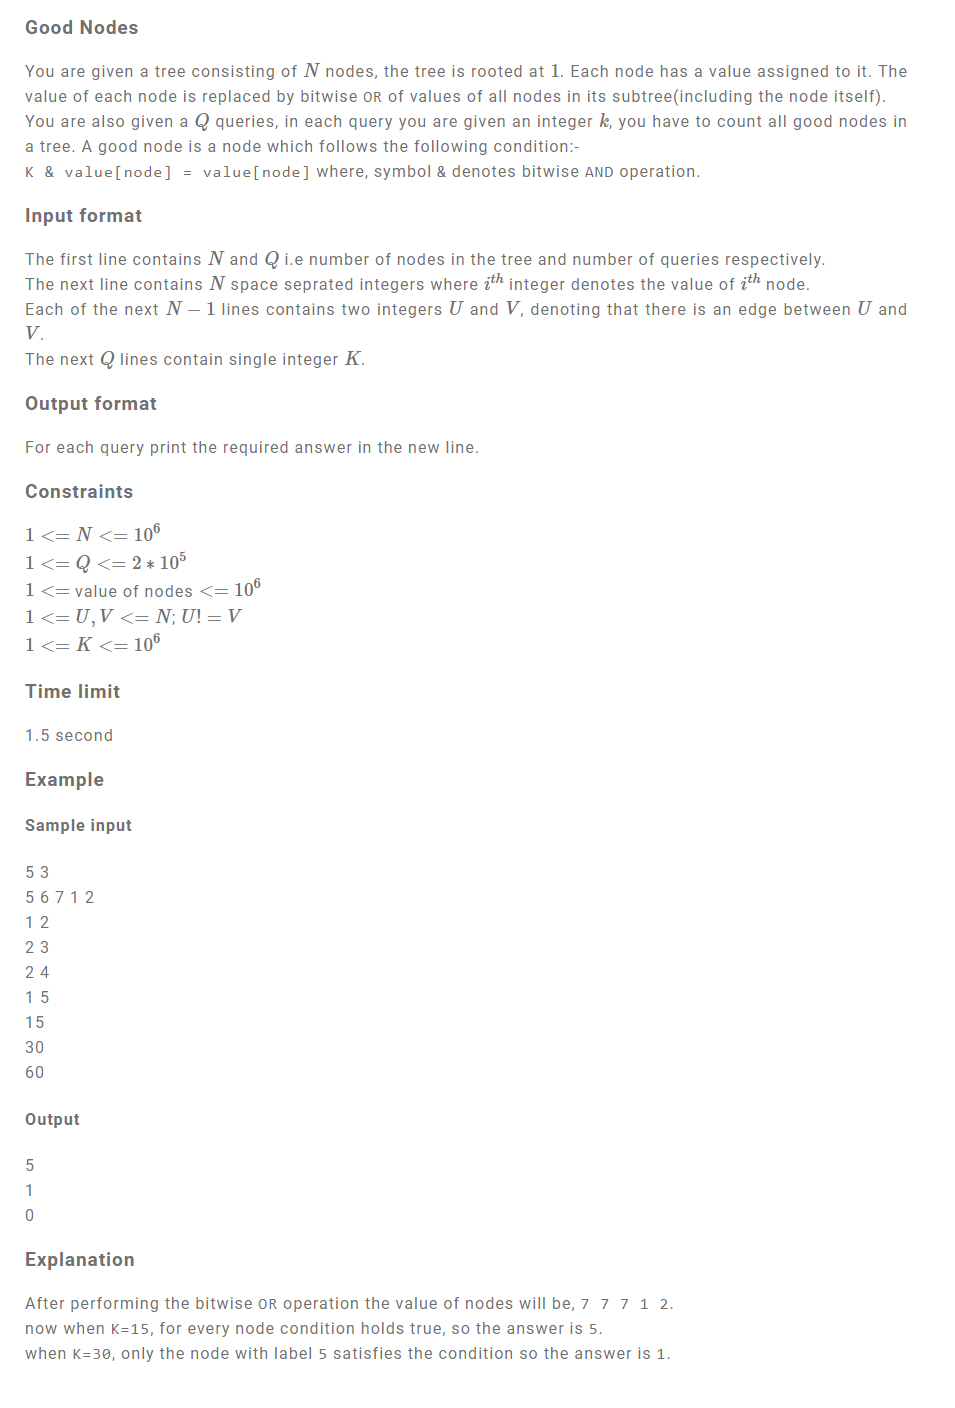 Good Nodes
You are given a tree consisting of N nodes, the tree is rooted at 1. Each node has a value assigned to it. The
value of each node is replaced by bitwise OR of values of all nodes in its subtree(including the node itself).
You are also given a Q queries, in each query you are given an integer k, you have to count all good nodes in
a tree. A good node is a node which follows the following condition:-
K & value[node] = value[node] where, symbol & denotes bitwise AND operation.
Input format
The first line contains N and Q i.e number of nodes in the tree and number of queries respectively.
The next line contains N space seprated integers where i^th integer denotes the value of i^th node.
Each of the next N − 1 lines contains two integers U and V, denoting that there is an edge between U and
V.
The next Q lines contain single integer K.
Output format
For each query print the required answer in the new line.
Constraints
1 <= N <= 10^6
1 <= Q <= 2 * 10^5
1 <= value of nodes <= 10^6
1 <= U, V <= N; U! = V
1 <= K <= 10^6
Time limit
1.5 second
Example
Sample input
5 3
5 6 7 1 2
1 2
2 3
2 4
1 5
15
30
60
Output
5
1
0
Explanation
After performing the bitwise OR operation the value of nodes will be, 7 7 7 1 2.
now when K=15, for every node condition holds true, so the answer is 5.
when K=30, only the node with label 5 satisfies the condition so the answer is 1.